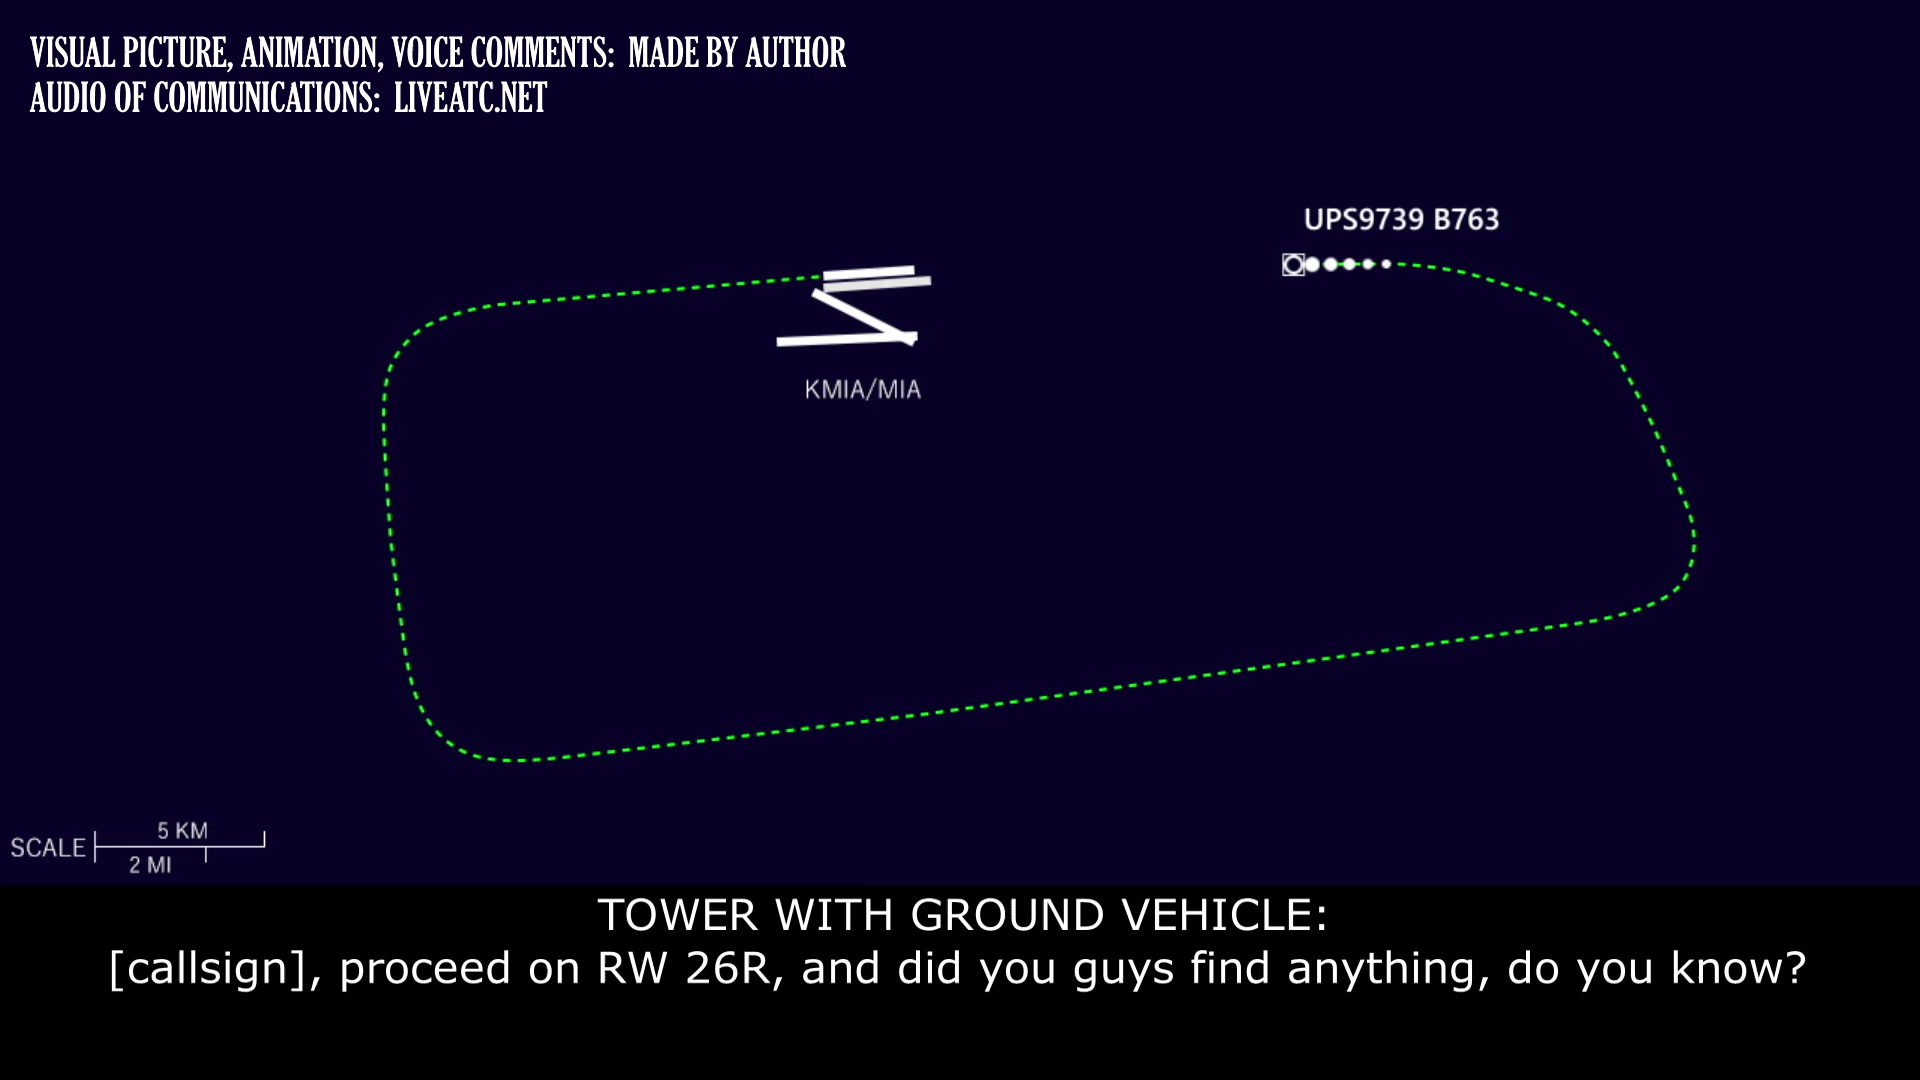 VISUAL PICTURE, ANIMATION, VOICE COMMENTS: MADE BY AUTHOR
AUDIO OF COMMUNICATIONS: LIVEATC.NET
UPS9739 B763
KMIA/MIA
5 KM
SCALE
2 MI
TOWER WITH GROUND VEHICLE:
[callsign], proceed on RW 26R, and did you guys find anything, do you know?